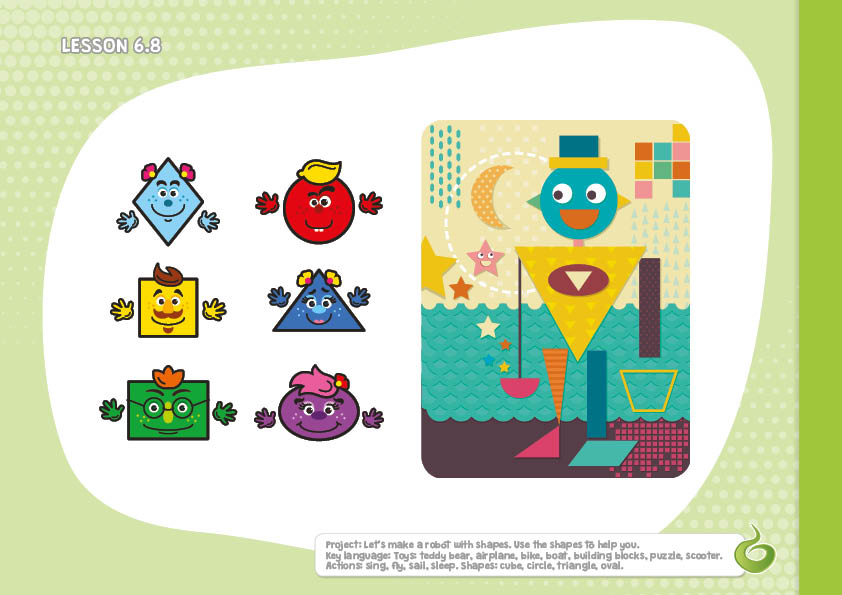 LESSON 6.8
Project: Let's make a robot with shapes. Use the shapes to help you.
Key language: Toys: teddy bear, airplane, bike, boat, building blocks, puzzle, scooter.
Actions: sing, fly, sail, sleep. Shapes: cube, circle, triangle, oval.
6